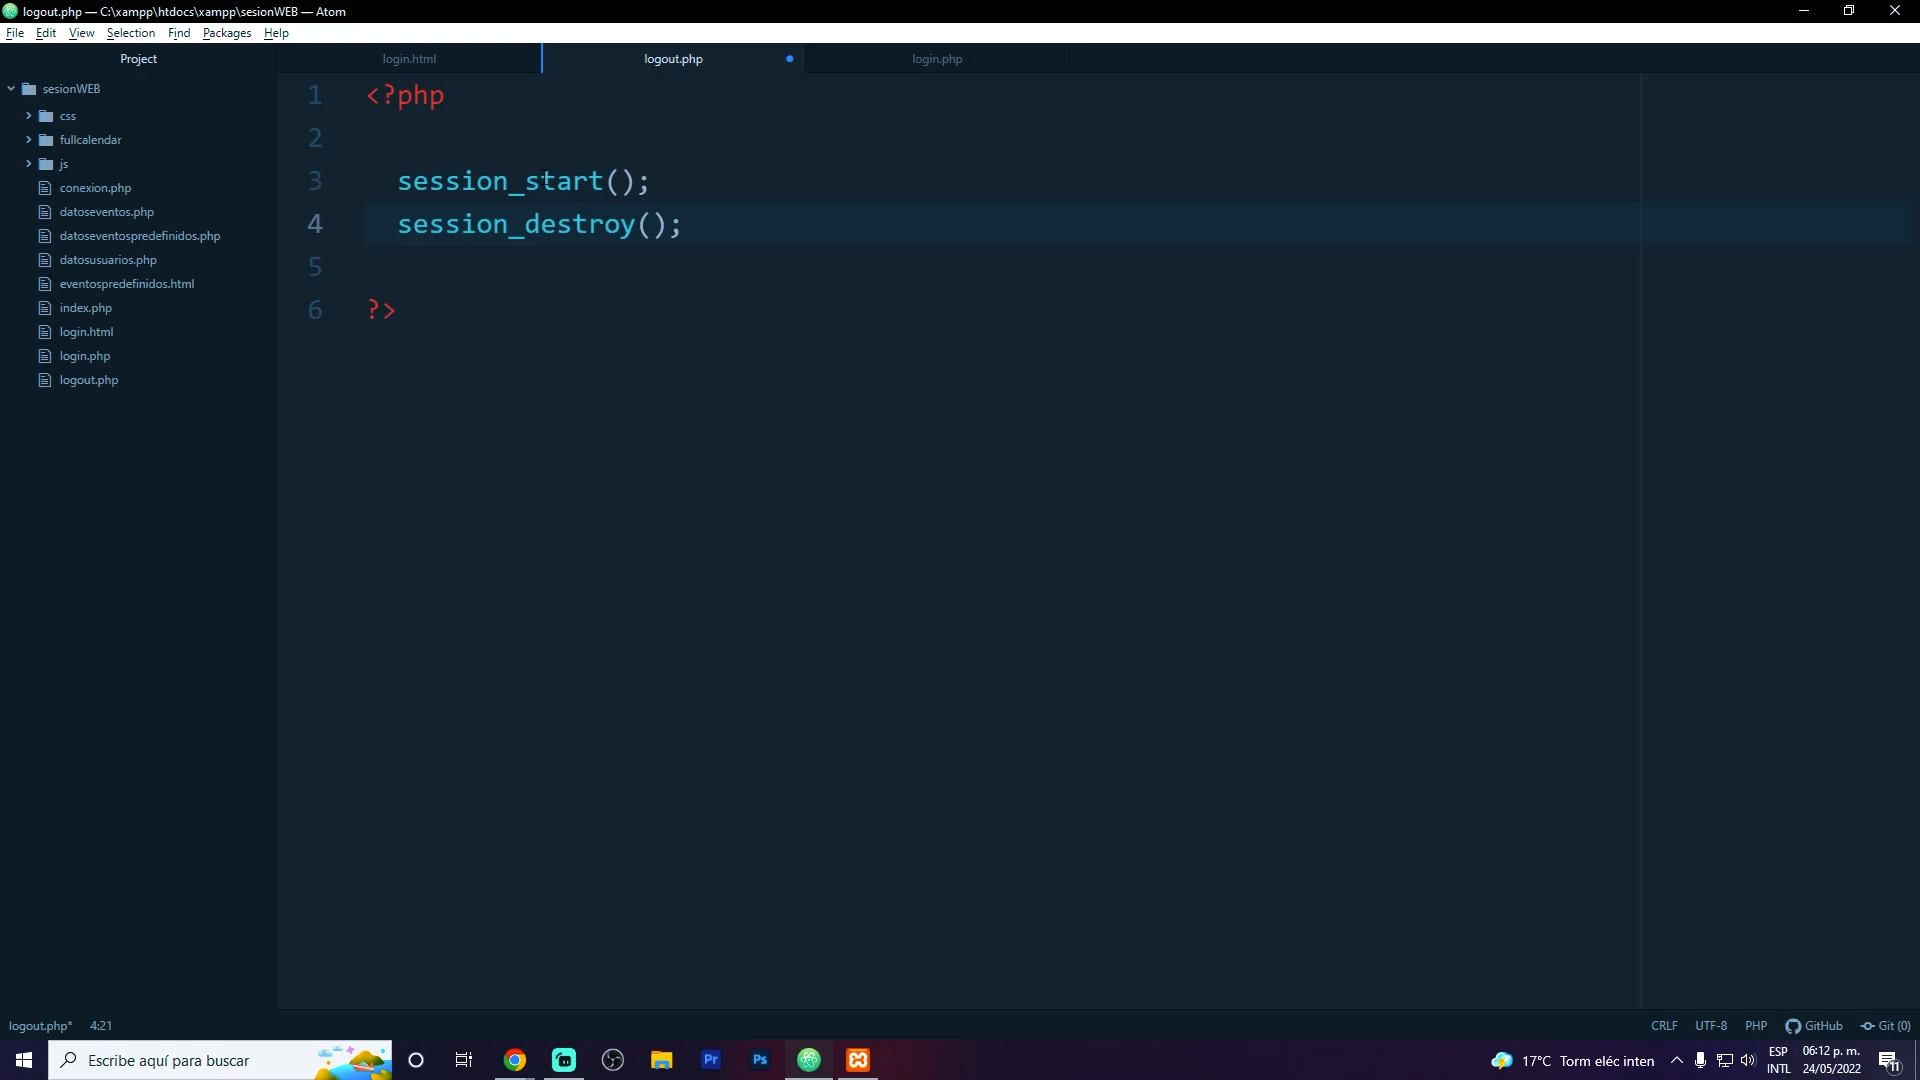 logout.php — C:\xampp\htdocs\xampp\sesionWEB — Atom
File Edit View Selection Find Packages Help
Project
login.html
logout.php
login.php
sesionWEB
css
fullcalendar
js
conexion.php
datoseventos.php
datoseventospredefinidos.php
datosusuarios.php
eventospredefinidos.html
index.php
login.html
login.php
logout.php
1 <?php
2
3 session_start();
4 session_destroy();
5
6 ?>
logout.php* 4:21
CRLF UTF-8 PHP GitHub Git (0)
Escribe aquí para buscar
Pr
Ps
17°C Torm eléc inten
ESP
INTL
06:12 p. m.
24/05/2022
11